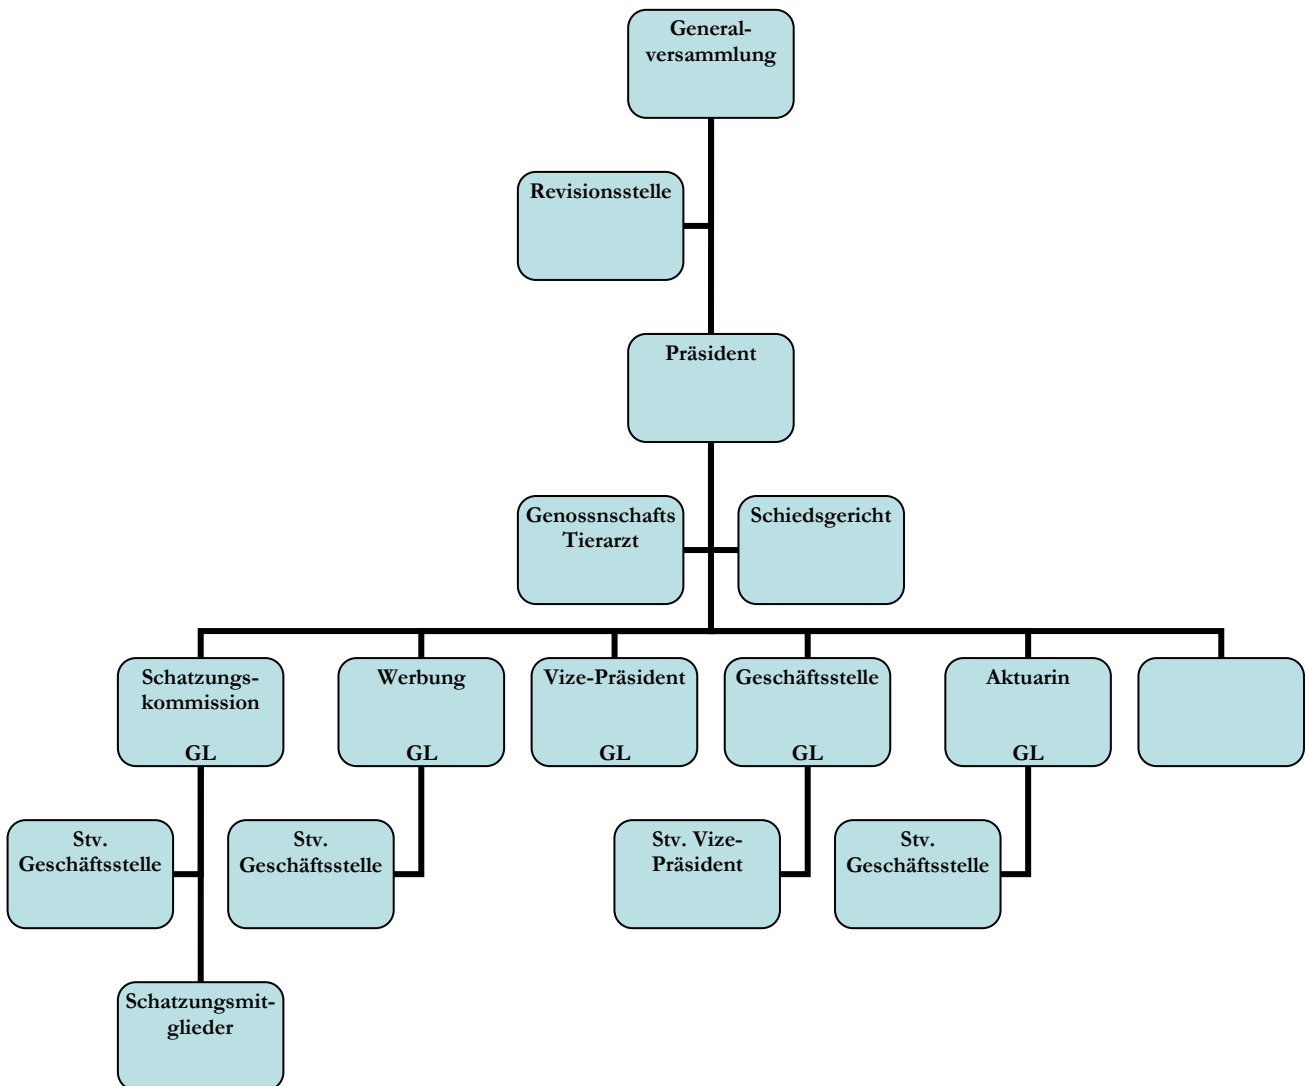 General-
versammlung
Revisionsstelle
Präsident
Genossnschafts
Tierarzt
Schiedsgericht
Schatzungs-
kommission
GL
Werbung
GL
Vize-Präsident
GL
Geschäftsstelle
GL
Aktuarin
GL
Stv.
Geschäftsstelle
Stv.
Geschäftsstelle
Stv. Vize-
Präsident
Stv.
Geschäftsstelle
Schatzungsmit-
glieder